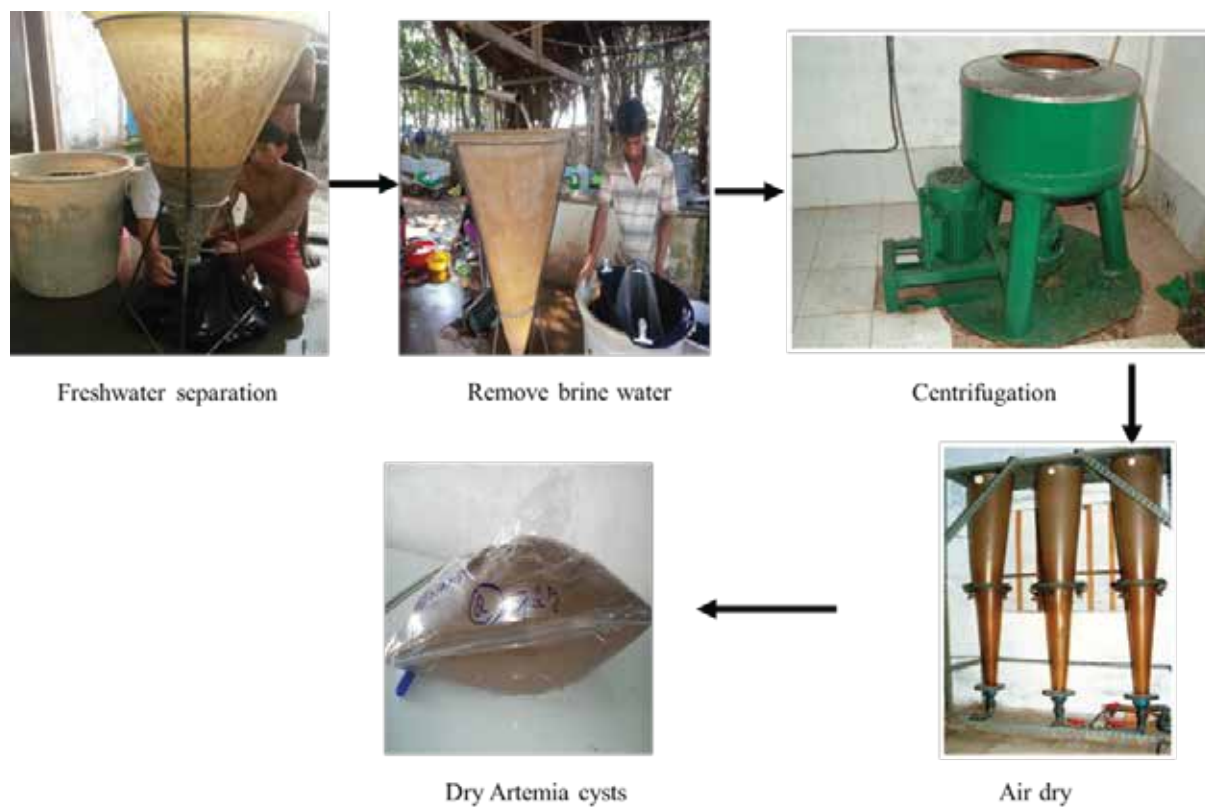 Freshwater separation
Remove brine water
Centrifugation
Air dry
Dry Artemia cysts